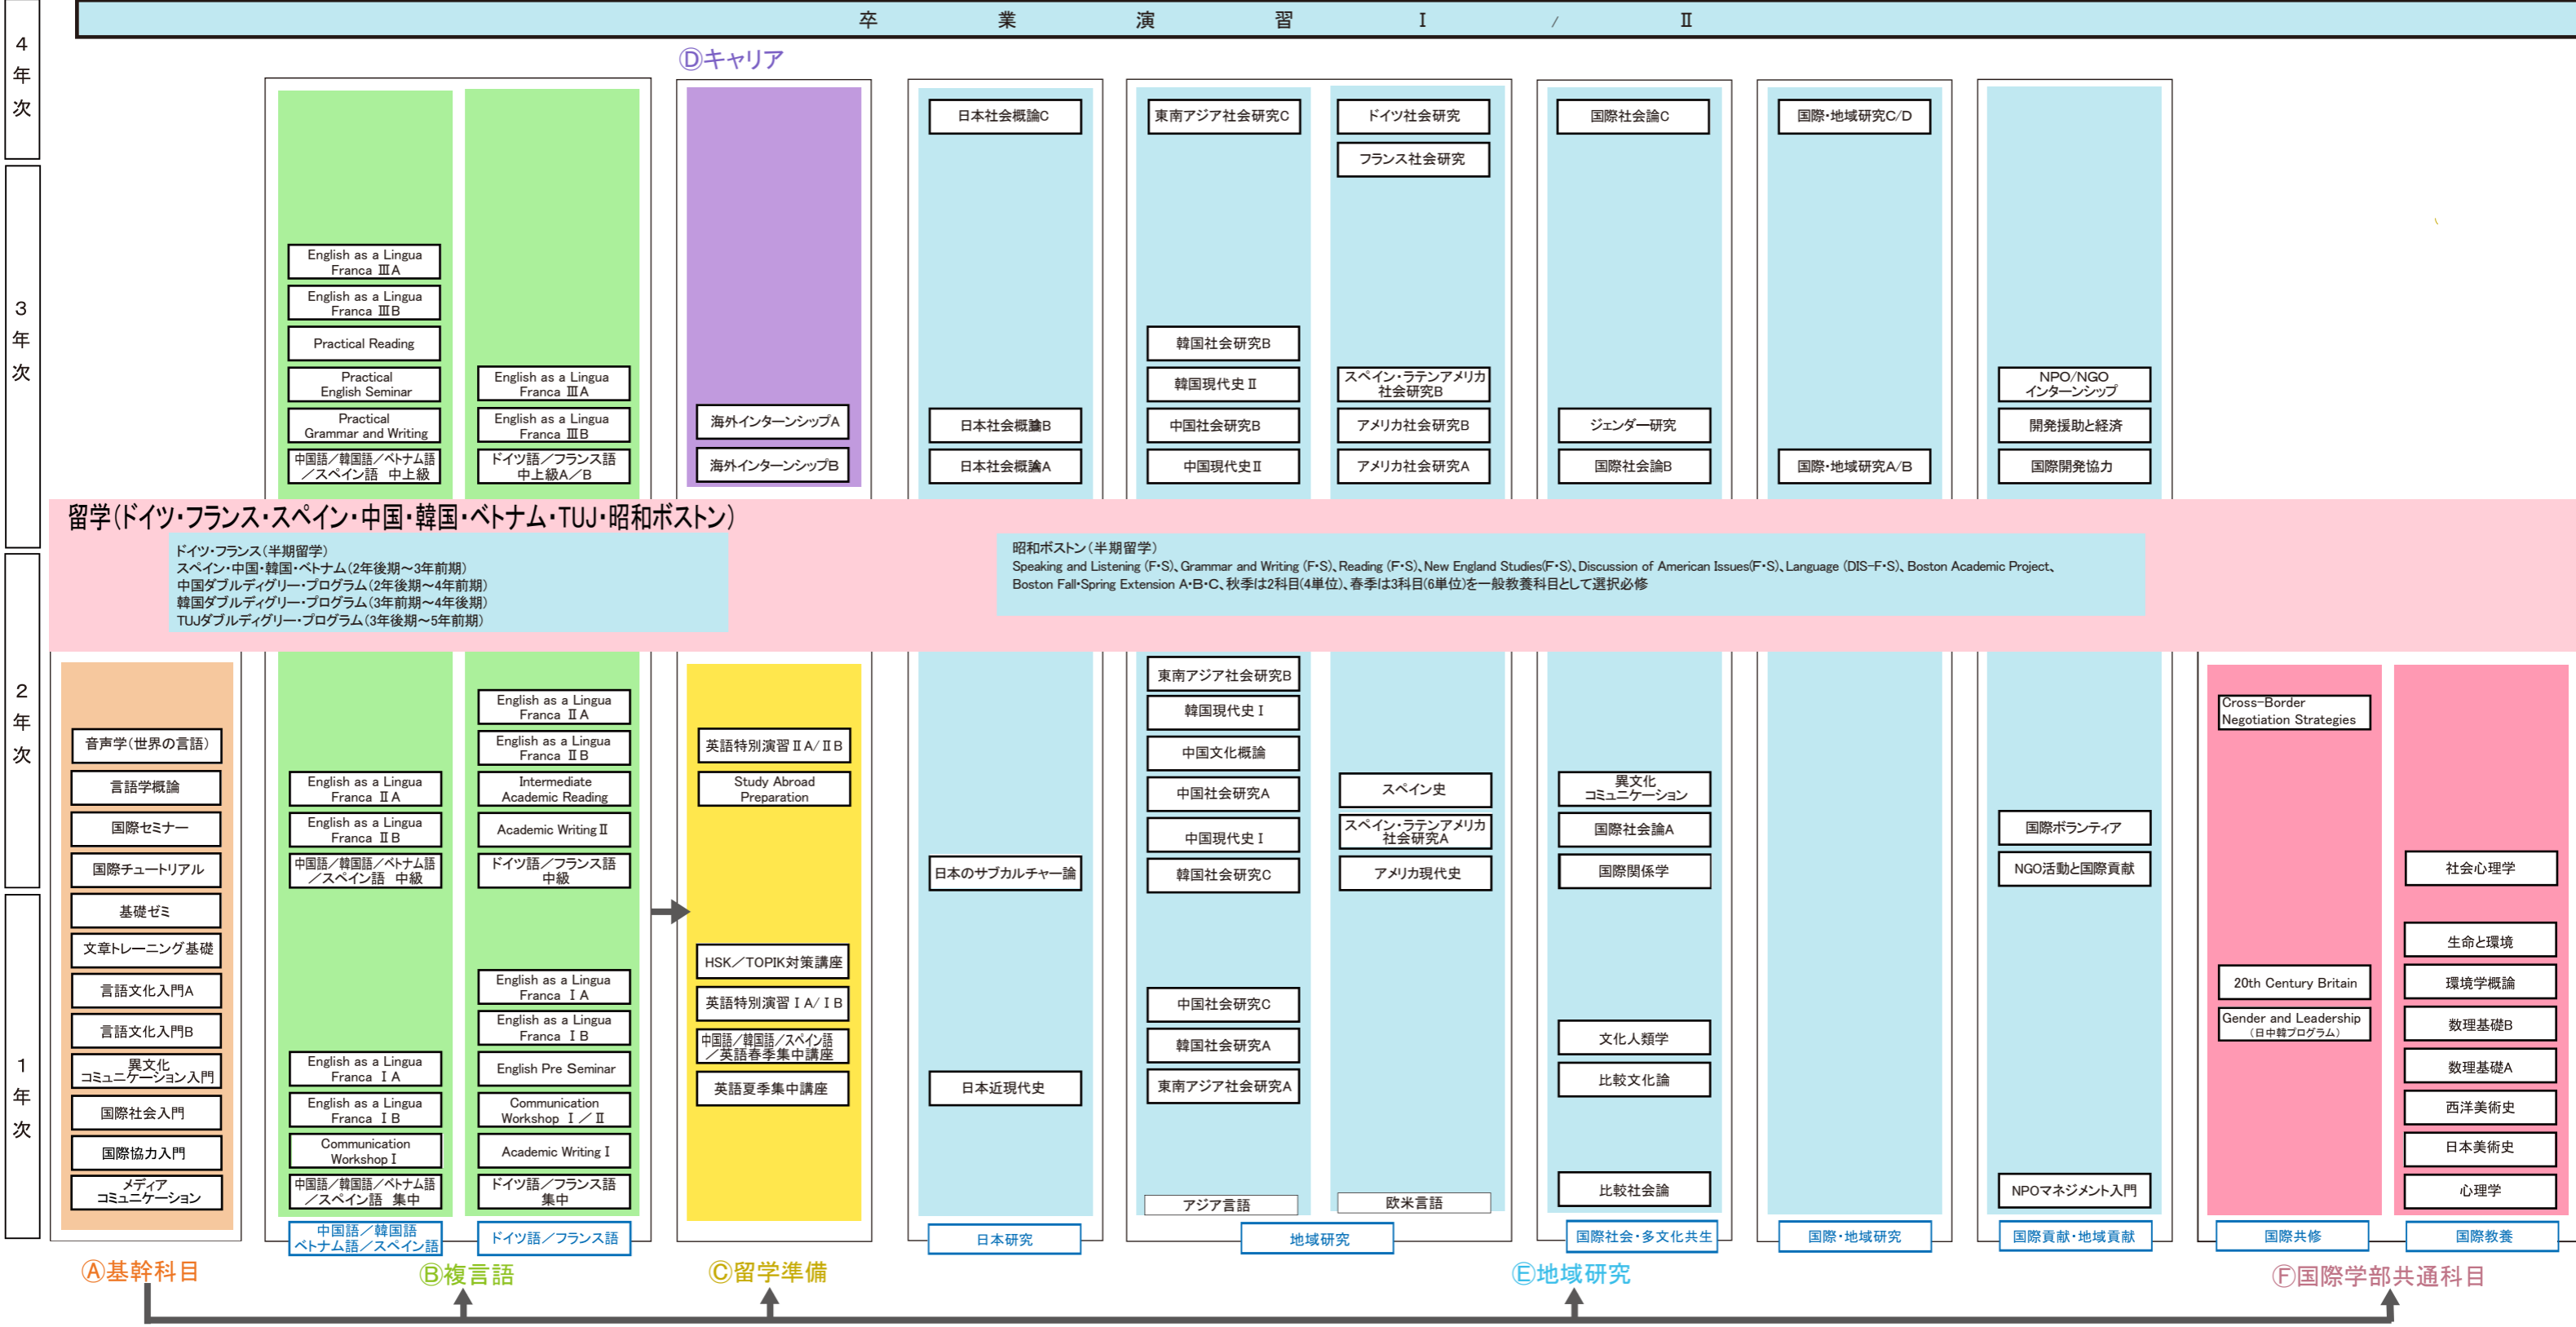 卒業演習Ⅰ/Ⅱ
4年次
3年次
2年次
1年次
Ⓓキャリア
English as a Lingua
Franca ⅢA
English as a Lingua
Franca ⅢB
Practical Reading
Practical
English Seminar
Practical
Grammar and Writing
中国語／韓国語／ベトナム語
／スペイン語 中上級
English as a Lingua
Franca ⅢA
English as a Lingua
Franca ⅢB
ドイツ語／フランス語
中上級A／B
海外インターンシップA
海外インターンシップB
日本社会概論C
日本社会概論B
日本社会概論A
東南アジア社会研究C
韓国社会研究B
韓国現代史Ⅱ
中国社会研究B
中国現代史Ⅱ
ドイツ社会研究
フランス社会研究
スペイン・ラテンアメリカ
社会研究B
アメリカ社会研究B
アメリカ社会研究A
国際社会論C
ジェンダー研究
国際社会論B
国際・地域研究C/D
国際・地域研究A/B
NPO/NGO
インターンシップ
開発援助と経済
国際開発協力
留学(ドイツ・フランス・スペイン・中国・韓国・ベトナム・TUJ・昭和ボストン)
ドイツ・フランス(半期留学)
スペイン・中国・韓国・ベトナム(2年後期～3年前期)
中国ダブルディグリー・プログラム(2年後期～4年前期)
韓国ダブルディグリー・プログラム(3年前期～4年後期)
TUJダブルディグリー・プログラム(3年後期～5年前期)
昭和ボストン(半期留学)
Speaking and Listening (F・S)、Grammar and Writing (F・S)、Reading (F・S)、New England Studies(F・S)、Discussion of American Issues(F・S)、Language (DIS-F・S)、Boston Academic Project、
Boston Fall・Spring Extension A・B・C、秋季は2科目(4単位)、春季は3科目(6単位)を一般教養科目として選択必修
音声学(世界の言語)
言語学概論
国際セミナー
国際チュートリアル
基礎ゼミ
文章トレーニング基礎
言語文化入門A
言語文化入門B
異文化
コミュニケーション入門
国際社会入門
国際協力入門
メディア
コミュニケーション
English as a Lingua
Franca ⅡA
English as a Lingua
Franca ⅡB
中国語／韓国語／ベトナム語
／スペイン語 中級
English as a Lingua
Franca ⅠA
English as a Lingua
Franca ⅠB
Communication
Workshop Ⅰ
中国語／韓国語／ベトナム語
／スペイン語 集中
中国語／韓国語
ベトナム語／スペイン語
English as a Lingua
Franca ⅡA
English as a Lingua
Franca ⅡB
Intermediate
Academic Reading
Academic Writing Ⅱ
ドイツ語／フランス語
中級
English as a Lingua
Franca ⅠA
English as a Lingua
Franca ⅠB
English Pre Seminar
Communication
Workshop Ⅰ／Ⅱ
Academic Writing Ⅰ
ドイツ語／フランス語
集中
ドイツ語／フランス語
英語特別演習ⅡA/ⅡB
Study Abroad
Preparation
HSK／TOPIK対策講座
英語特別演習ⅠA/ⅠB
中国語/韓国語/スペイン語
／英語春季集中講座
英語夏季集中講座
日本のサブカルチャー論
日本近現代史
日本研究
東南アジア社会研究B
韓国現代史Ⅰ
中国文化概論
中国社会研究A
中国現代史Ⅰ
韓国社会研究C
中国社会研究C
韓国社会研究A
東南アジア社会研究A
アジア言語
スペイン史
スペイン・ラテンアメリカ
社会研究A
アメリカ現代史
欧米言語
地域研究
異文化
コミュニケーション
国際社会論A
国際関係学
文化人類学
比較文化論
比較社会論
国際社会・多文化共生
国際・地域研究
国際ボランティア
NGO活動と国際貢献
NPOマネジメント入門
国際貢献・地域貢献
Cross-Border
Negotiation Strategies
20th Century Britain
Gender and Leadership
(日中韓プログラム)
国際共修
社会心理学
生命と環境
環境学概論
数理基礎B
数理基礎A
西洋美術史
日本美術史
心理学
国際教養
Ⓐ基幹科目
Ⓑ複言語
Ⓒ留学準備
Ⓔ地域研究
Ⓕ国際学部共通科目